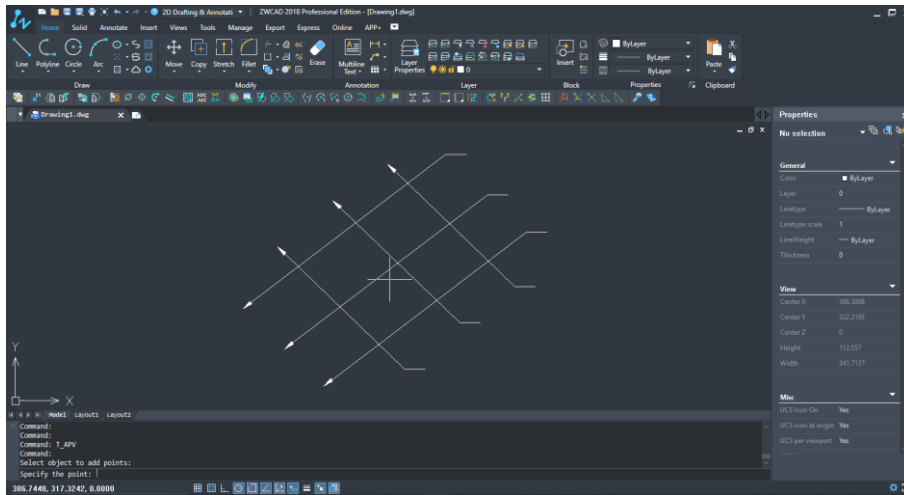 2D Drafting & Annotati
ZWCAD 2018 Professional Edition - [Drawing1.dwg]
Home Solid Annotate Insert Views Tools Manage Export Express Online APP+
Line Polyline Circle Arc Move Copy Stretch Fillet Erase Multiline Text Layer Properties 0 Insert ByLayer ByLayer ByLayer Paste
Draw Modify Annotation Layer Block Properties Clipboard
Drawing1.dwg
Properties
No selection
General
Color ByLayer
Layer 0
Linetype ByLayer
Linetype scale 1
LineWeight ByLayer
Thickness 0
View
Center X 386.3008
Center Y 322.2193
Center Z 0
Height 112.557
Width 341.7137
Misc
UCS Icon On Yes
UCS icon at origin Yes
UCS per viewport Yes
Y
X
Model Layout1 Layout2
Command:
Command:
Command: T_APV
Command:
Select object to add points:
Specify the point:
386.7448, 317.3242, 0.0000